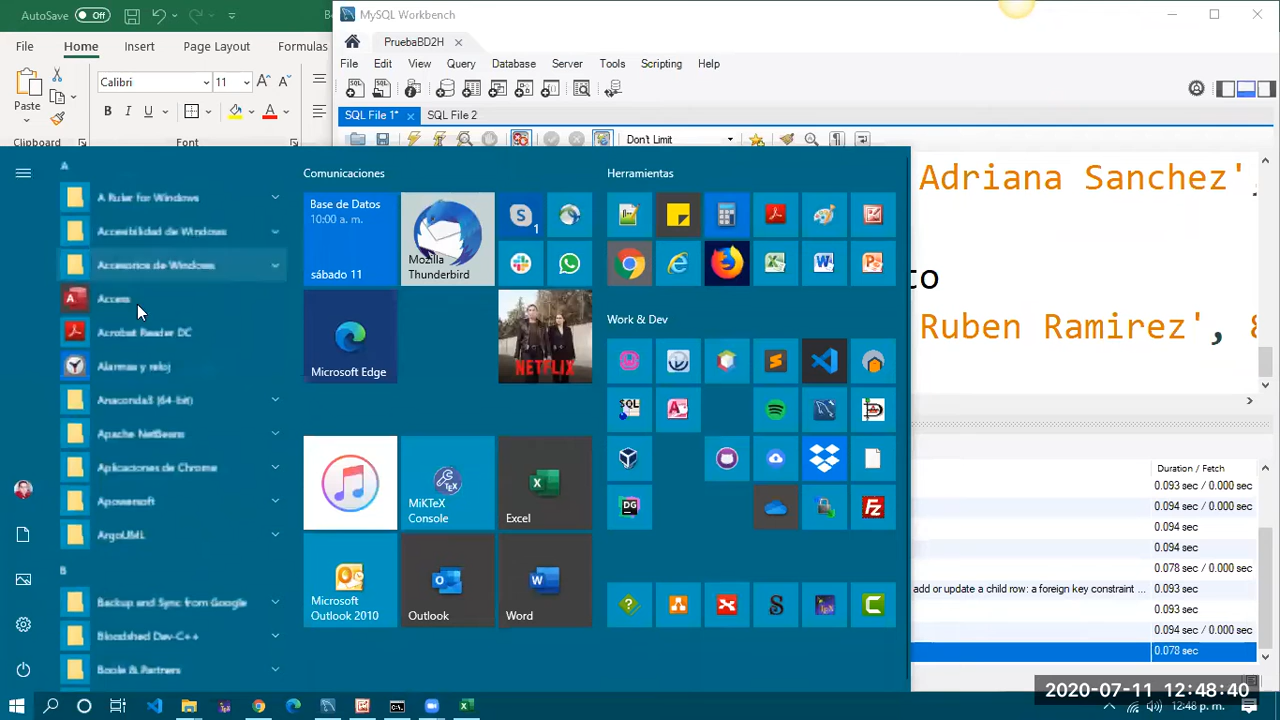 AutoSave Off
MySQL Workbench
File Home Insert Page Layout Formulas
PruebaBD2H
File Edit View Query Database Server Tools Scripting Help
Calibri 11
Paste
B I U A
Clipboard Font
SQL File 1* SQL File 2
Don't Limit
Adriana Sanchez',
to
Ruben Ramirez',
A
A Ruler for Windows
Accesibilidad de Windows
Accesorios de Windows
Access
Acrobat Reader DC
Alarmas y reloj
Anaconda3 (64-bit)
Apache NetBeans
Aplicaciones de Chrome
Apowersoft
ArgoUML
B
Backup and Sync from Google
Bloodshed Dev-C++
Boole & Partners
Comunicaciones
Base de Datos
10:00 a. m.
sábado 11
Mozilla
Thunderbird
1
Microsoft Edge
NETFLIX
MiKTeX
Console
Excel
Microsoft
Outlook 2010
Outlook
Word
Herramientas
Work & Dev
SQL
DG
Duration / Fetch
0.093 sec / 0.000 sec
0.094 sec / 0.000 sec
0.094 sec
0.094 sec
0.078 sec / 0.000 sec
add or update a child row: a foreign key constraint ... 0.093 sec
0.093 sec
0.094 sec / 0.000 sec
0.078 sec
2020-07-11 12:48:40
12:48 p. m.